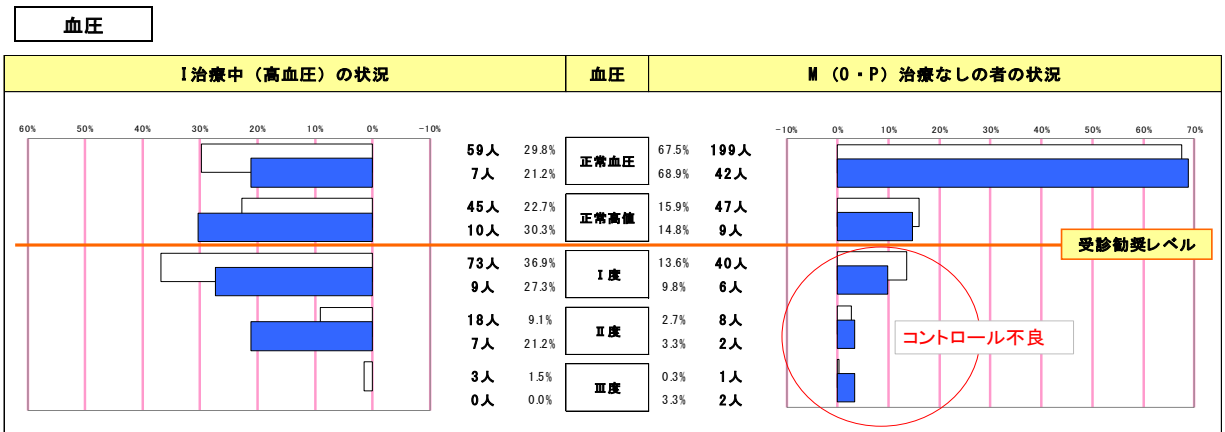 血圧
I治療中（高血圧）の状況 血圧 M（O・P）治療なしの者の状況
60% 50% 40% 30% 20% 10% 0% -10% -10% 0% 10% 20% 30% 40% 50% 60% 70%
59人 29.8% 正常血圧 67.5% 199人
7人 21.2% 68.9% 42人
45人 22.7% 正常高値 15.9% 47人
10人 30.3% 14.8% 9人
受診勧奨レベル
73人 36.9% Ⅰ度 13.6% 40人
9人 27.3% 9.8% 6人
18人 9.1% Ⅱ度 2.7% 8人
7人 21.2% 3.3% 2人
コントロール不良
3人 1.5% Ⅲ度 0.3% 1人
0人 0.0% 3.3% 2人